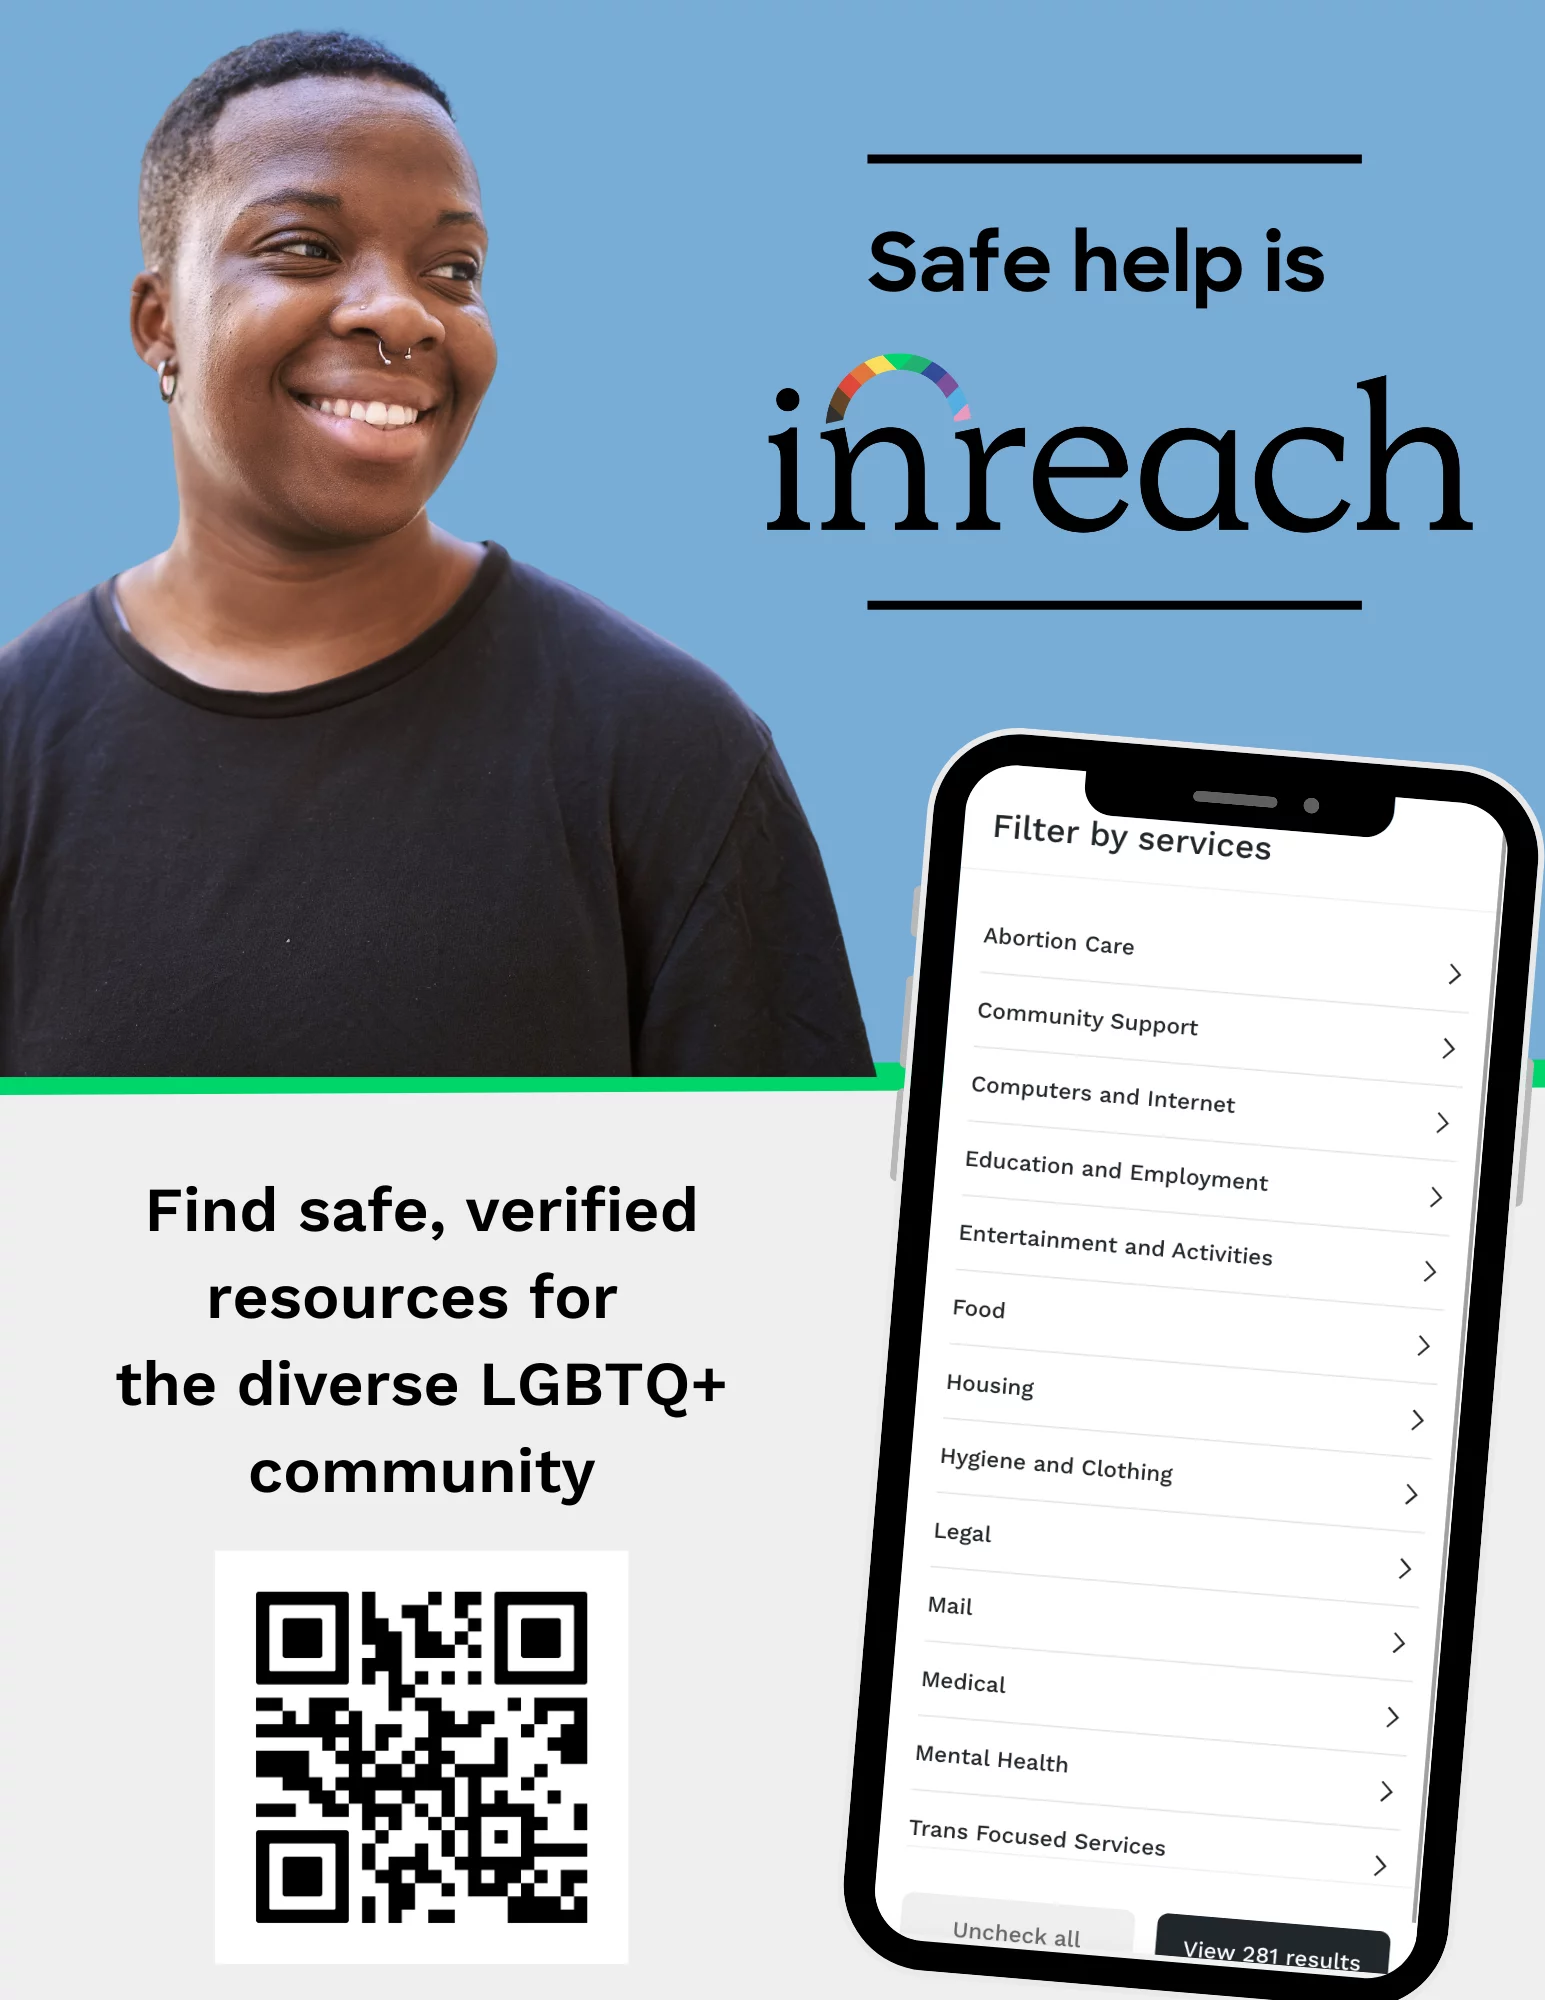 Safe help is
inreach
Filter by services
Abortion Care
Community Support
Computers and Internet
Education and Employment
Entertainment and Activities
Food
Housing
Hygiene and Clothing
Legal
Mail
Medical
Mental Health
Trans Focused Services
Uncheck all
View 281 results
Find safe, verified
resources for
the diverse LGBTQ+
community